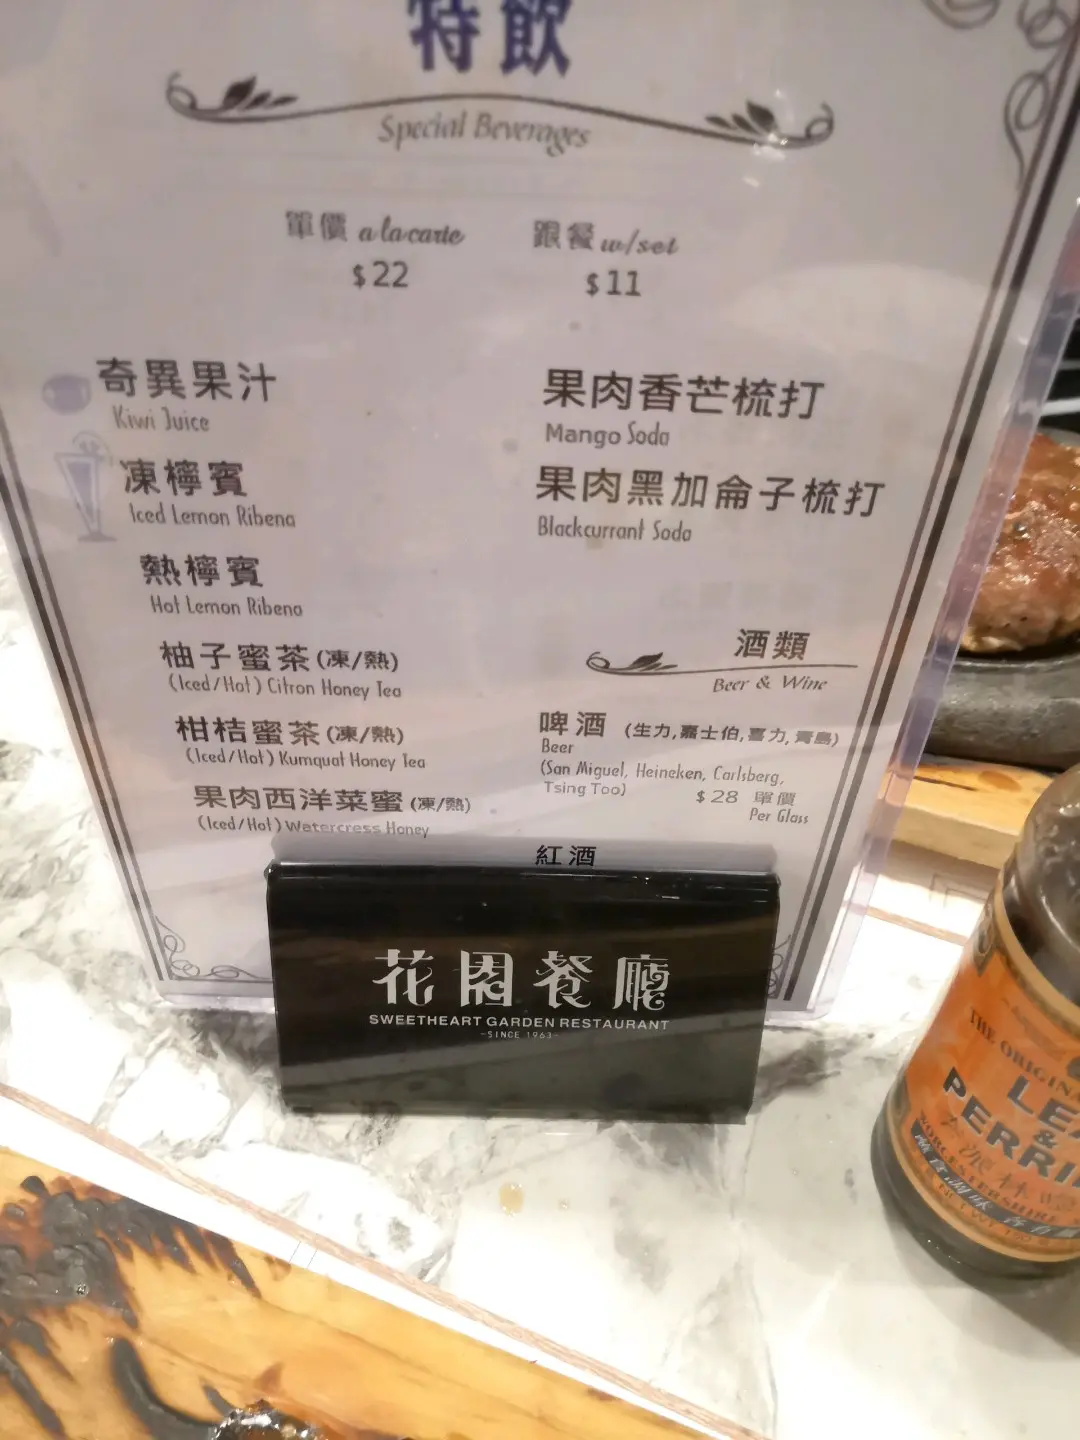 特飲
Special Beverages
單價 a la carte
$22
跟餐 w/set
$11
奇異果汁
Kiwi Juice
凍檸賓
Iced Lemon Ribena
熱檸賓
Hot Lemon Ribena
柚子蜜茶(凍/熱)
(Iced/Hot) Citron Honey Tea
柑桔蜜茶(凍/熱)
(Iced/Hot) Kumquat Honey Tea
果肉西洋菜蜜(凍/熱)
(Iced/Hot) Watercress Honey
果肉香芒梳打
Mango Soda
果肉黑加侖子梳打
Blackcurrant Soda
酒類
Beer & Wine
啤酒 (生力,嘉士伯,喜力,青島)
Beer
(San Miguel, Heineken, Carlsberg,
Tsing Tao)
$28 單價
Per Glass
紅酒
花園餐廳
SWEETHEART GARDEN RESTAURANT
-SINCE 1963-
THE ORIGIN
LEA
&
PERRI